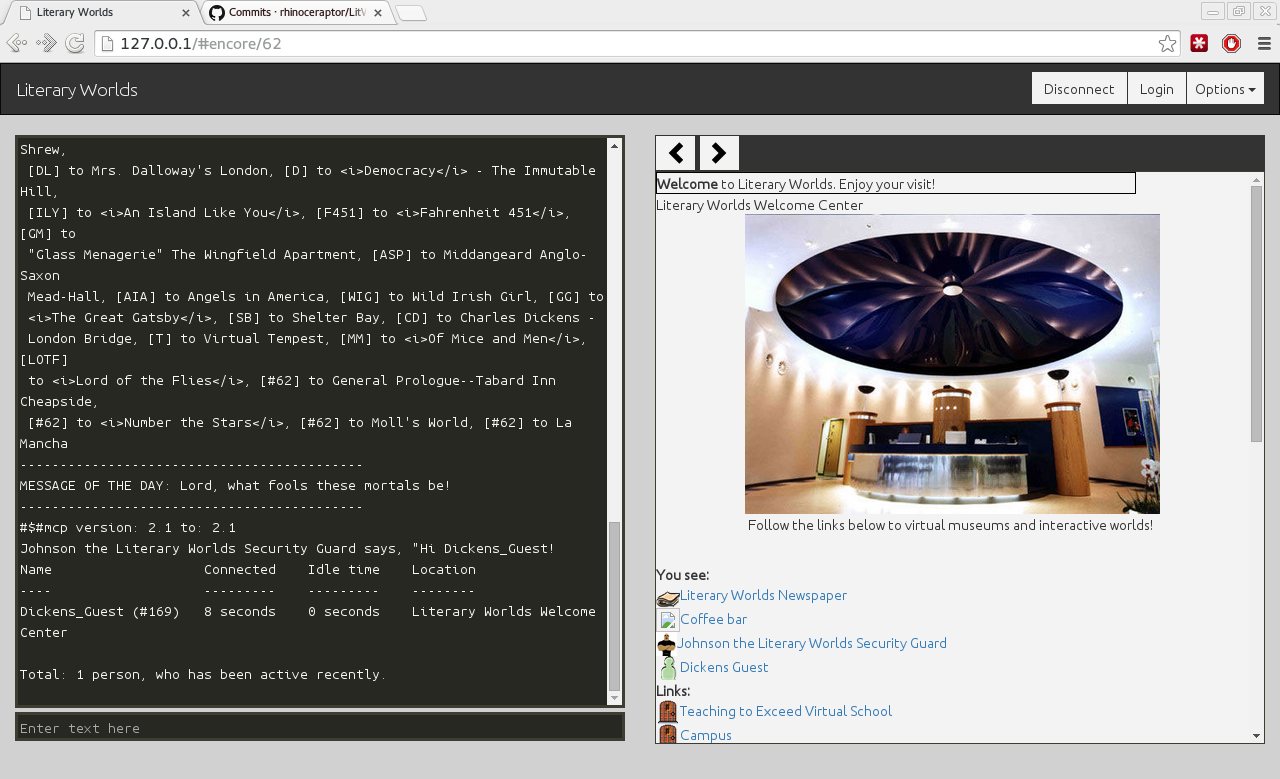 Literary Worlds
Commits · rhinoceraptor/Lit
127.0.0.1/#encore/62
Literary Worlds
Disconnect
Login
Options
Shrew,
[DL] to Mrs. Dalloway's London, [D] to <i>Democracy</i> - The Immutable
Hill,
[ILY] to <i>An Island Like You</i>, [F451] to <i>Fahrenheit 451</i>,
[GM] to
"Glass Menagerie" The Wingfield Apartment, [ASP] to Middangeard Anglo-
Saxon
Mead-Hall, [AIA] to Angels in America, [WIG] to Wild Irish Girl, [GG] to
<i>The Great Gatsby</i>, [SB] to Shelter Bay, [CD] to Charles Dickens -
London Bridge, [T] to Virtual Tempest, [MM] to <i>Of Mice and Men</i>,
[LOTF]
to <i>Lord of the Flies</i>, [#62] to General Prologue--Tabard Inn
Cheapside,
[#62] to <i>Number the Stars</i>, [#62] to Moll's World, [#62] to La
Mancha
-------------------------------------------
MESSAGE OF THE DAY: Lord, what fools these mortals be!
-------------------------------------------
#$#mcp version: 2.1 to: 2.1
Johnson the Literary Worlds Security Guard says, "Hi Dickens_Guest!
Name Connected Idle time Location
---- --------- --------- --------
Dickens_Guest (#169) 8 seconds 0 seconds Literary Worlds Welcome
Center
Total: 1 person, who has been active recently.
Enter text here
Welcome to Literary Worlds. Enjoy your visit!
Literary Worlds Welcome Center
Follow the links below to virtual museums and interactive worlds!
You see:
Literary Worlds Newspaper
Coffee bar
Johnson the Literary Worlds Security Guard
Dickens Guest
Links:
Teaching to Exceed Virtual School
Campus